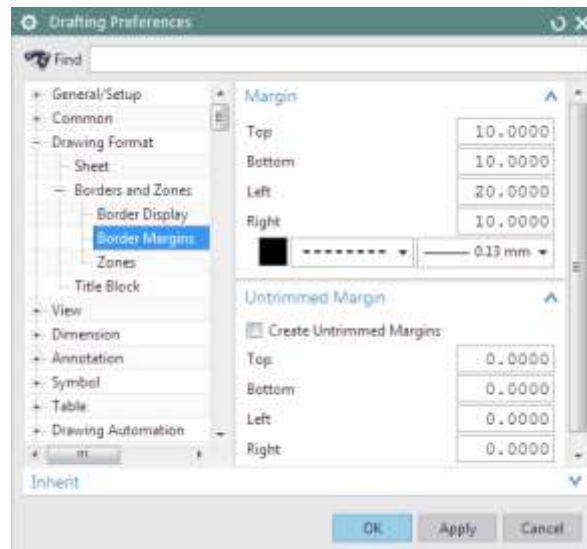 Drafting Preferences
Find
General/Setup
Common
Drawing Format
Sheet
Borders and Zones
Border Display
Border Margins
Zones
Title Block
View
Dimension
Annotation
Symbol
Table
Drawing Automation
Margin
Top 10.0000
Bottom 10.0000
Left 20.0000
Right 10.0000
0.13 mm
Untrimmed Margin
Create Untrimmed Margins
Top 0.0000
Bottom 0.0000
Left 0.0000
Right 0.0000
Inherit
OK Apply Cancel